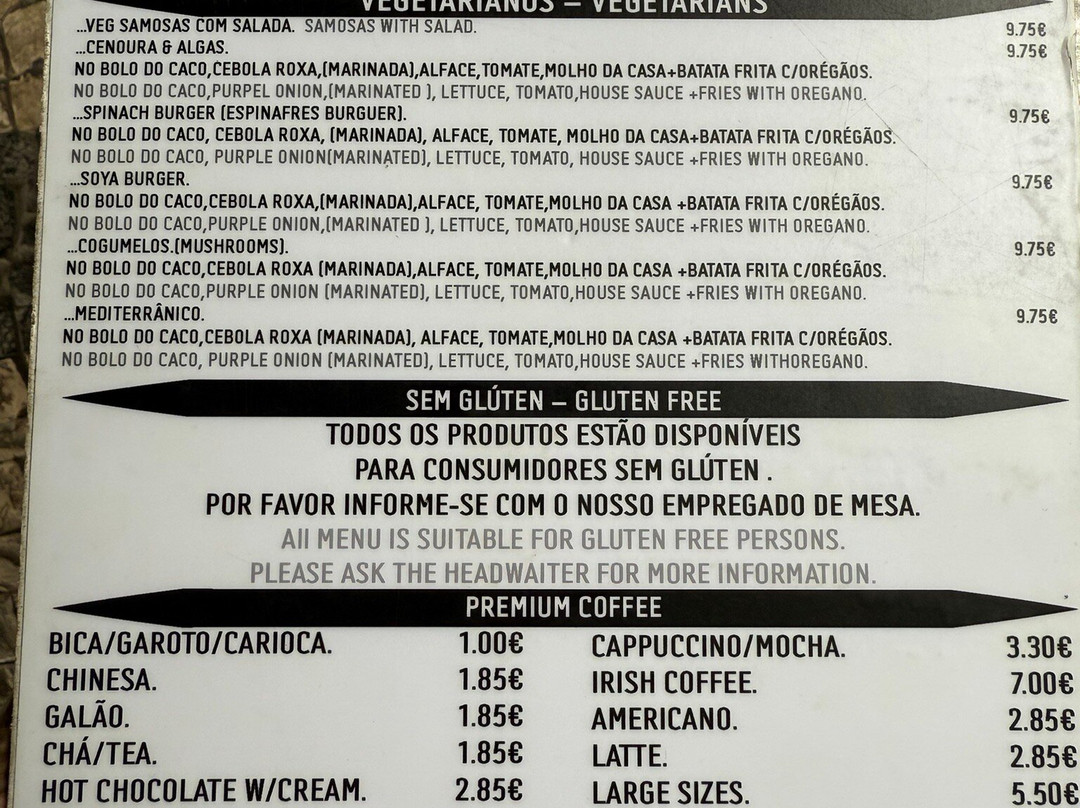 VEGETARIANOS – VEGETARIANS
...VEG SAMOSAS COM SALADA. SAMOSAS WITH SALAD. 9.75€
...CENOURA & ALGAS. 9.75€
NO BOLO DO CACO,CEBOLA ROXA,(MARINADA),ALFACE,TOMATE,MOLHO DA CASA+BATATA FRITA C/ORÉGÃOS.
NO BOLO DO CACO,PURPEL ONION,(MARINATED ), LETTUCE, TOMATO,HOUSE SAUCE +FRIES WITH OREGANO.
...SPINACH BURGER (ESPINAFRES BURGUER). 9.75€
NO BOLO DO CACO, CEBOLA ROXA, (MARINADA), ALFACE, TOMATE, MOLHO DA CASA+BATATA FRITA C/ORÉGÃOS.
NO BOLO DO CACO, PURPLE ONION(MARINATED), LETTUCE, TOMATO, HOUSE SAUCE +FRIES WITH OREGANO.
...SOYA BURGER. 9.75€
NO BOLO DO CACO,CEBOLA ROXA,(MARINADA),ALFACE, TOMATE,MOLHO DA CASA +BATATA FRITA C/ORÉGÃOS.
NO BOLO DO CACO,PURPLE ONION,(MARINATED ), LETTUCE, TOMATO,HOUSE SAUCE +FRIES WITH OREGANO.
...COGUMELOS.(MUSHROOMS). 9.75€
NO BOLO DO CACO,CEBOLA ROXA (MARINADA),ALFACE, TOMATE,MOLHO DA CASA +BATATA FRITA C/ORÉGÃOS.
NO BOLO DO CACO,PURPLE ONION (MARINATED), LETTUCE, TOMATO,HOUSE SAUCE +FRIES WITH OREGANO.
...MEDITERRÂNICO. 9.75€
NO BOLO DO CACO,CEBOLA ROXA (MARINADA), ALFACE, TOMATE,MOLHO DA CASA +BATATA FRITA C/ORÉGÃOS.
NO BOLO DO CACO, PURPLE ONION (MARINATED), LETTUCE, TOMATO,HOUSE SAUCE +FRIES WITHOREGANO.
SEM GLÚTEN – GLUTEN FREE
TODOS OS PRODUTOS ESTÃO DISPONÍVEIS
PARA CONSUMIDORES SEM GLÚTEN .
POR FAVOR INFORME-SE COM O NOSSO EMPREGADO DE MESA.
All MENU IS SUITABLE FOR GLUTEN FREE PERSONS.
PLEASE ASK THE HEADWAITER FOR MORE INFORMATION.
PREMIUM COFFEE
BICA/GAROTO/CARIOCA. 1.00€ CAPPUCCINO/MOCHA. 3.30€
CHINESA. 1.85€ IRISH COFFEE. 7.00€
GALÃO. 1.85€ AMERICANO. 2.85€
CHÁ/TEA. 1.85€ LATTE. 2.85€
HOT CHOCOLATE W/CREAM. 2.85€ LARGE SIZES. 5.50€